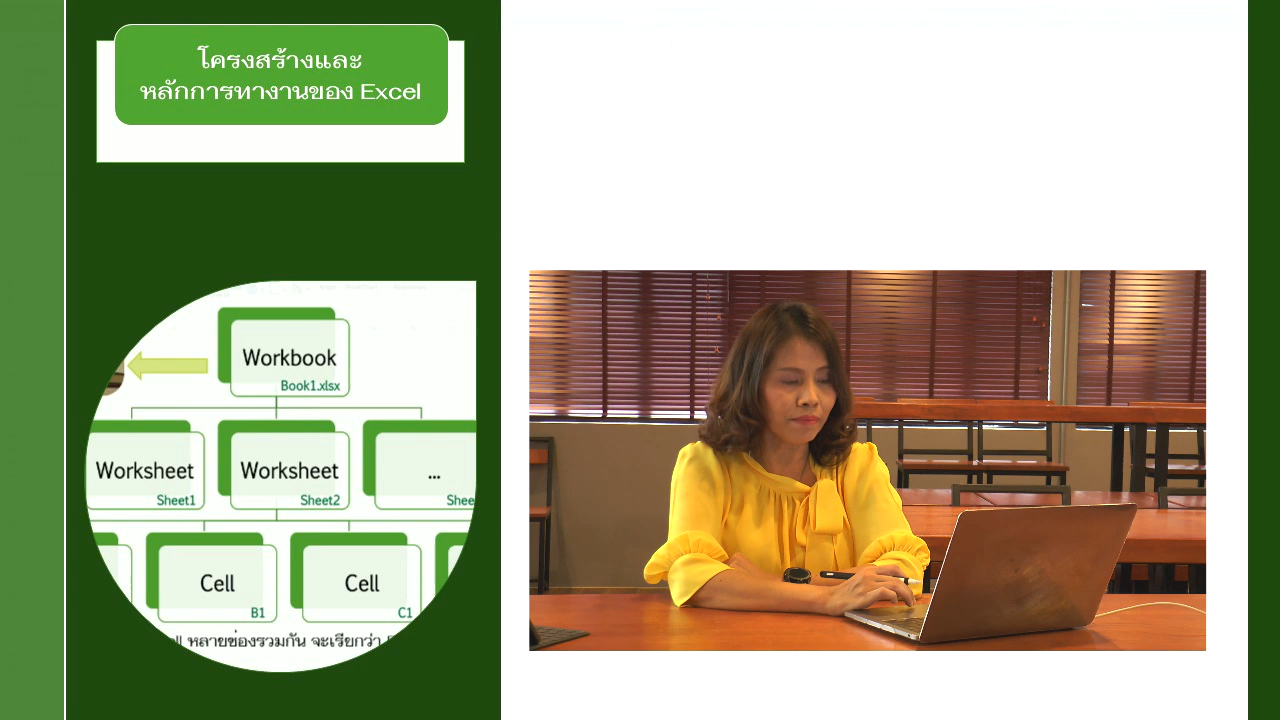 โครงสร้างและ
หลักการทางานของ Excel
Workbook
Book1.xlsx
Worksheet
Sheet1
Worksheet
Sheet2
...
Cell
B1
Cell
C1
หลายช่องรวมกัน จะเรียกว่า